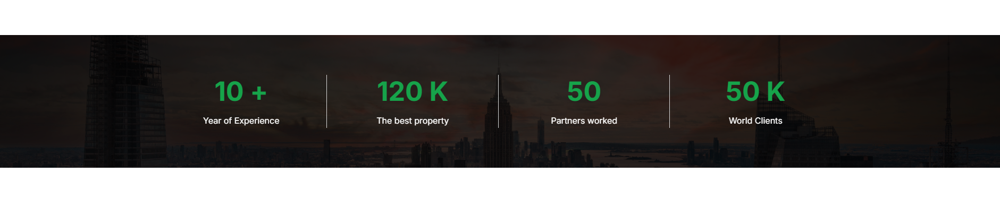 10 +
Year of Experience
120 K
The best property
50
Partners worked
50 K
World Clients